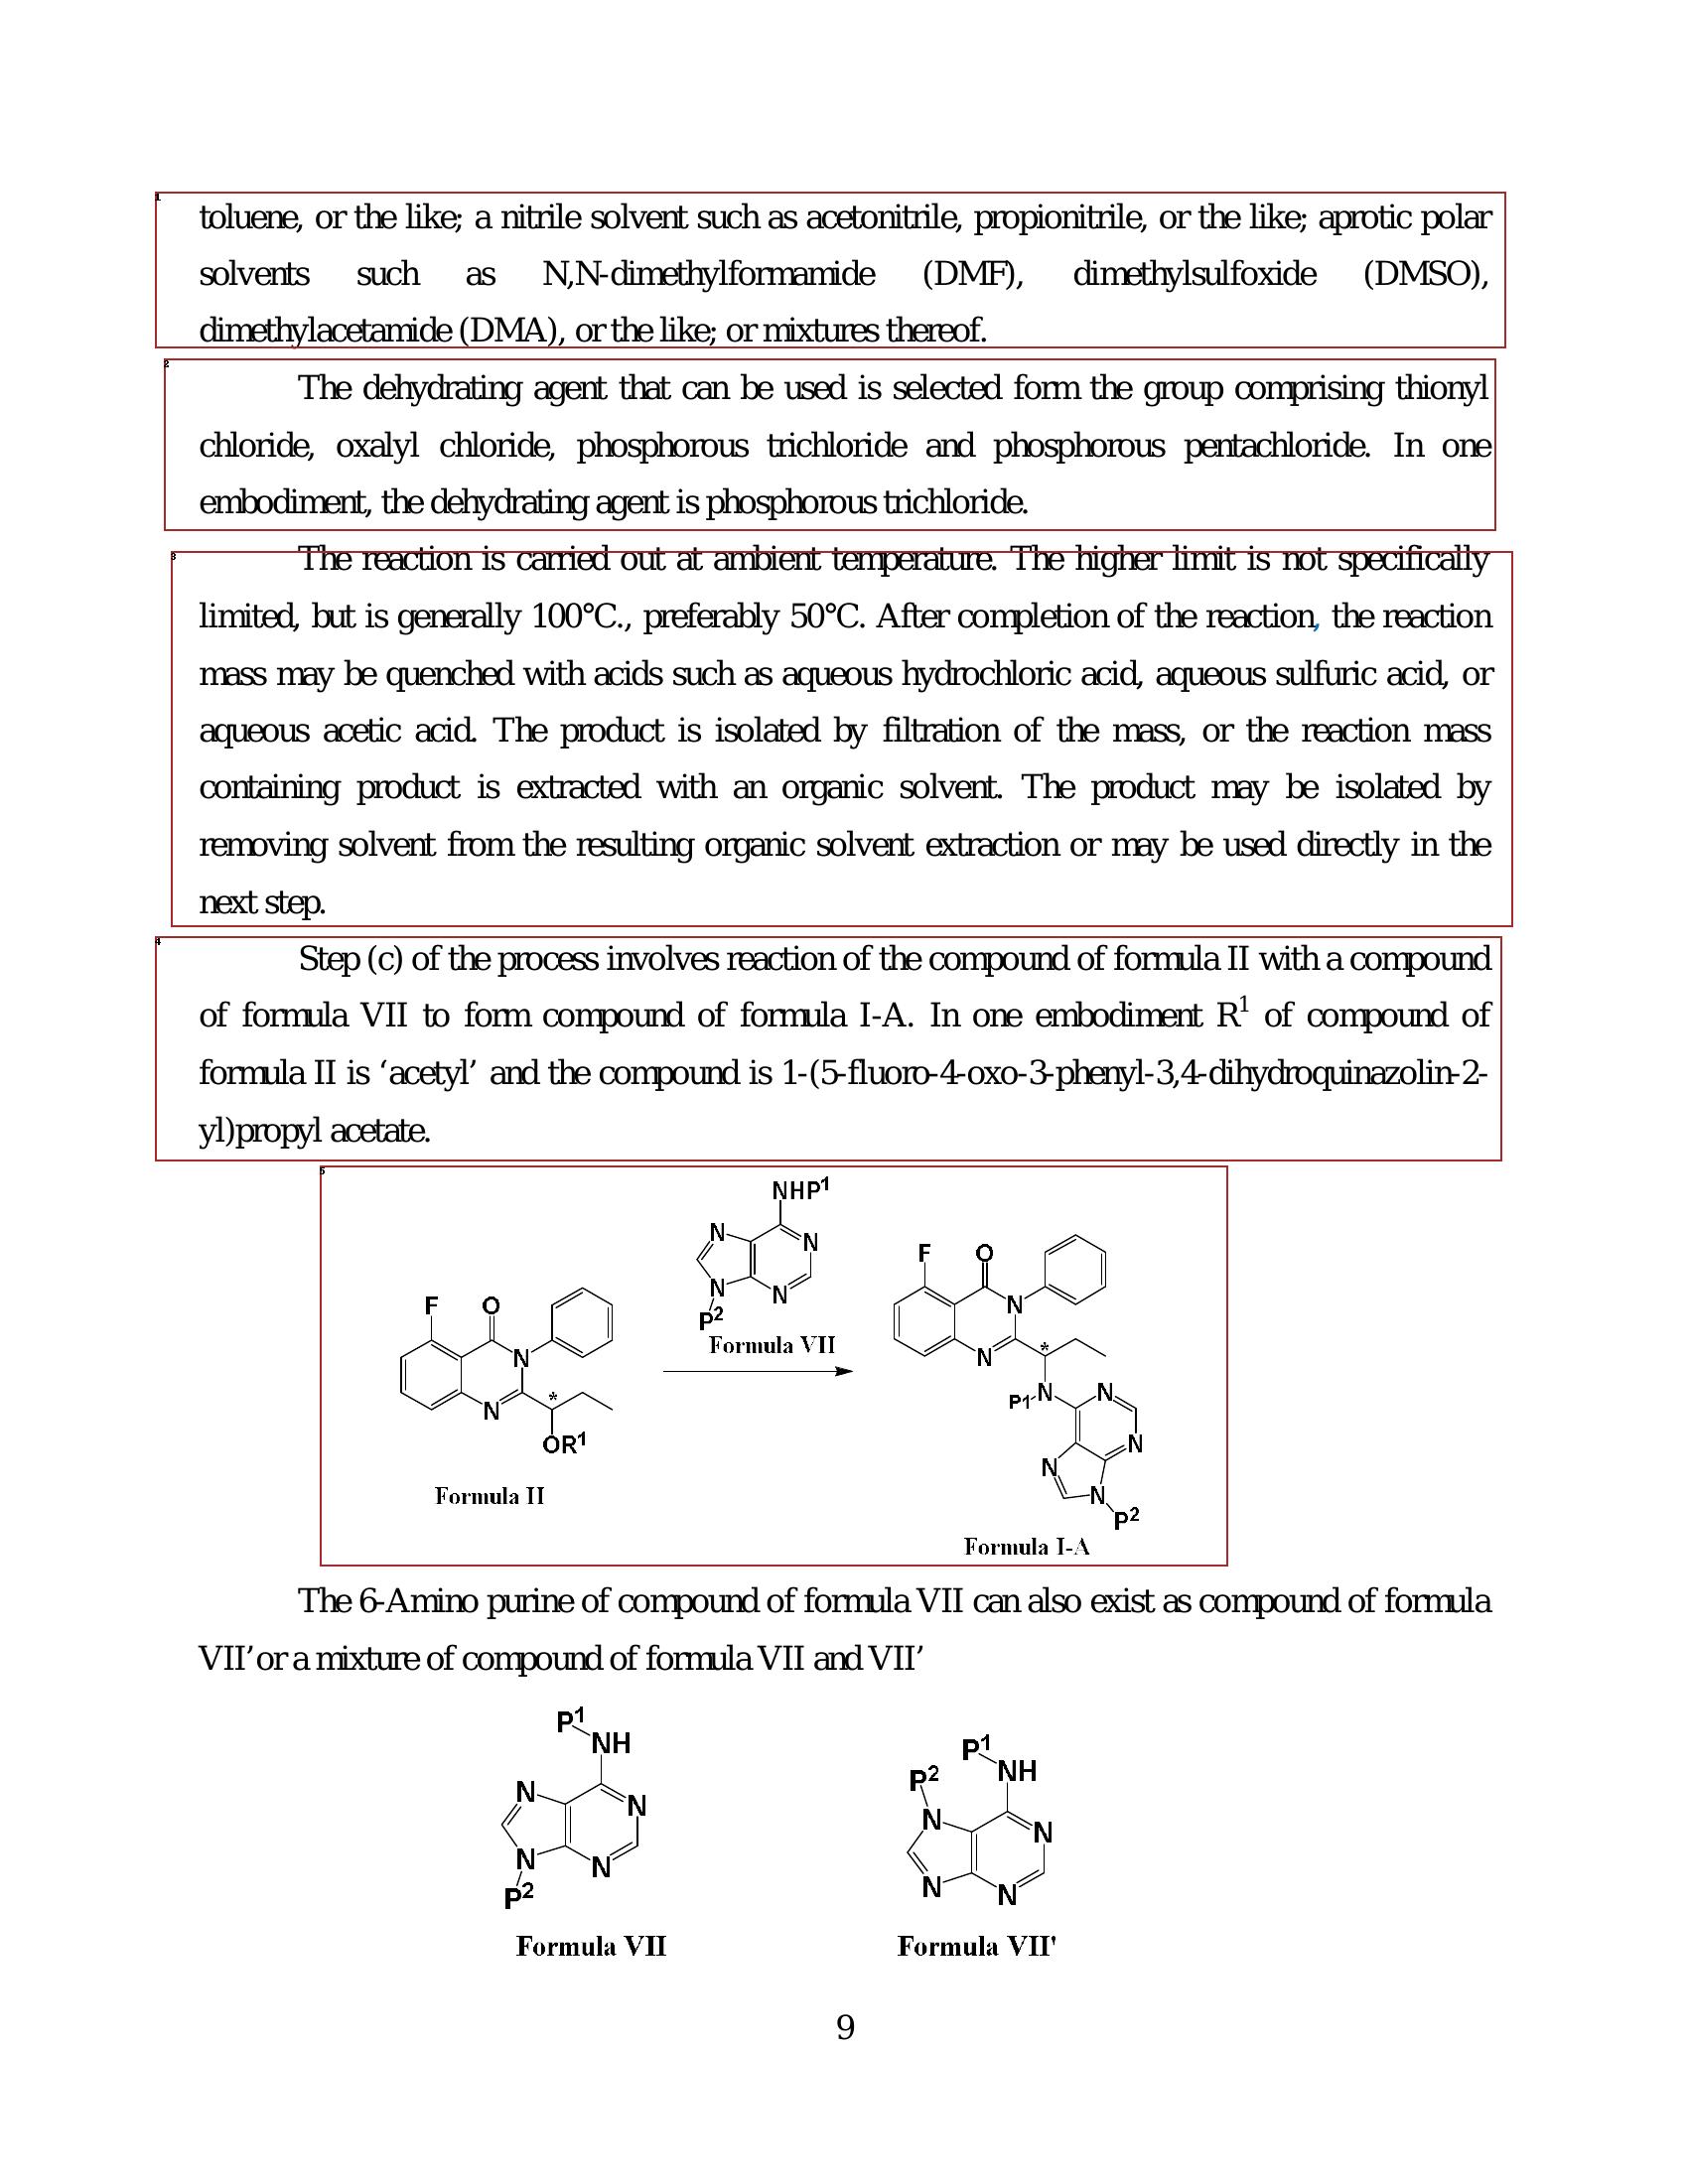 1
toluene, or the like; a nitrile solvent such as acetonitrile, propionitrile, or the like; aprotic polar
solvents such as N,N-dimethylformamide (DMF), dimethylsulfoxide (DMSO),
dimethylacetamide (DMA), or the like; or mixtures thereof.
2
The dehydrating agent that can be used is selected form the group comprising thionyl
chloride, oxalyl chloride, phosphorous trichloride and phosphorous pentachloride. In one
embodiment, the dehydrating agent is phosphorous trichloride.
3
The reaction is carried out at ambient temperature. The higher limit is not specifically
limited, but is generally 100°C., preferably 50°C. After completion of the reaction, the reaction
mass may be quenched with acids such as aqueous hydrochloric acid, aqueous sulfuric acid, or
aqueous acetic acid. The product is isolated by filtration of the mass, or the reaction mass
containing product is extracted with an organic solvent. The product may be isolated by
removing solvent from the resulting organic solvent extraction or may be used directly in the
next step.
4
Step (c) of the process involves reaction of the compound of formula II with a compound
of formula VII to form compound of formula I-A. In one embodiment R¹ of compound of
formula II is ‘acetyl’ and the compound is 1-(5-fluoro-4-oxo-3-phenyl-3,4-dihydroquinazolin-2-
yl)propyl acetate.
5
F
O
N
N
*
OR¹
Formula II
NHP¹
N
N
N
N
P²
Formula VII
F
O
N
N
*
P1
N
N
N
N
N
P²
Formula I-A
The 6-Amino purine of compound of formula VII can also exist as compound of formula
VII’ or a mixture of compound of formula VII and VII’
P¹
NH
N
N
N
N
P²
Formula VII
P¹
P²
NH
N
N
N
N
Formula VII'
9